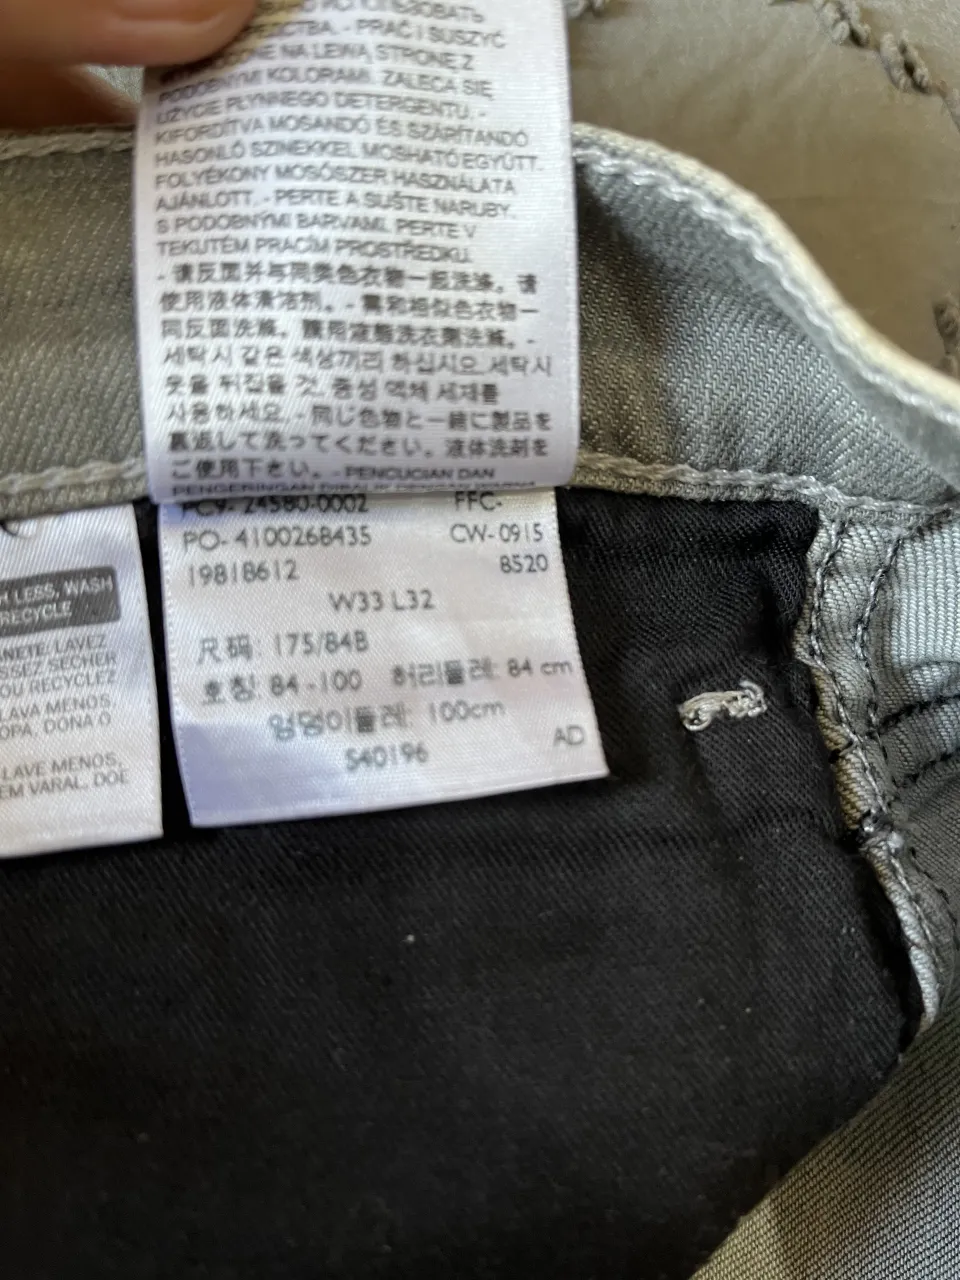 ИСПОЛЬЗОВАТЬ
- PRAĆ I SUSZYĆ
NA LEWĄ STRONĘ Z
PODOBNYMI KOLORAMI. ZALECA SIĘ
UŻYCIE PŁYNNEGO DETERGENTU. -
KIFORDÍTVA MOSANDÓ ÉS SZÁRÍTANDÓ
HASONLÓ SZINEKKEL MOSHATÓ EGYÜTT.
FOLYÉKONY MOSÓSZER HASZNÁLATA
AJÁNLOTT. - PERTE A SUŠTE NARUBY.
S PODOBNÝMI BARVAMI. PERTE V
TEKUTÉM PRACÍM PROSTŘEDKU.
- 请反面并与同类色衣物一起洗涤。请
使用液体清洁剂。- 需和相似色衣物一
同反面洗滌。請用液態洗衣劑洗滌。-
세탁시 같은 색상끼리 하십시오. 세탁시
옷을 뒤집을 것. 중성 액체 세제를
사용하세요. - 同じ色物と一緒に製品を
裏返して洗ってください。液体洗剤を
ご使用下さい。- PENCUCIAN DAN
PENGERINGAN
PC9- 24580-0002 FFC-
PO- 4100268435 CW- 0915
19818612 8520
W33 L32
尺码: 175/84B
호칭: 84 -100 허리둘레: 84 cm
엉덩이둘레: 100cm
S40196 AD
LESS, WASH
RECYCLE
LAVEZ
SECHER
OU RECYCLEZ
LAVA MENOS,
DONA O
LAVE MENOS,
EM VARAL, DOE